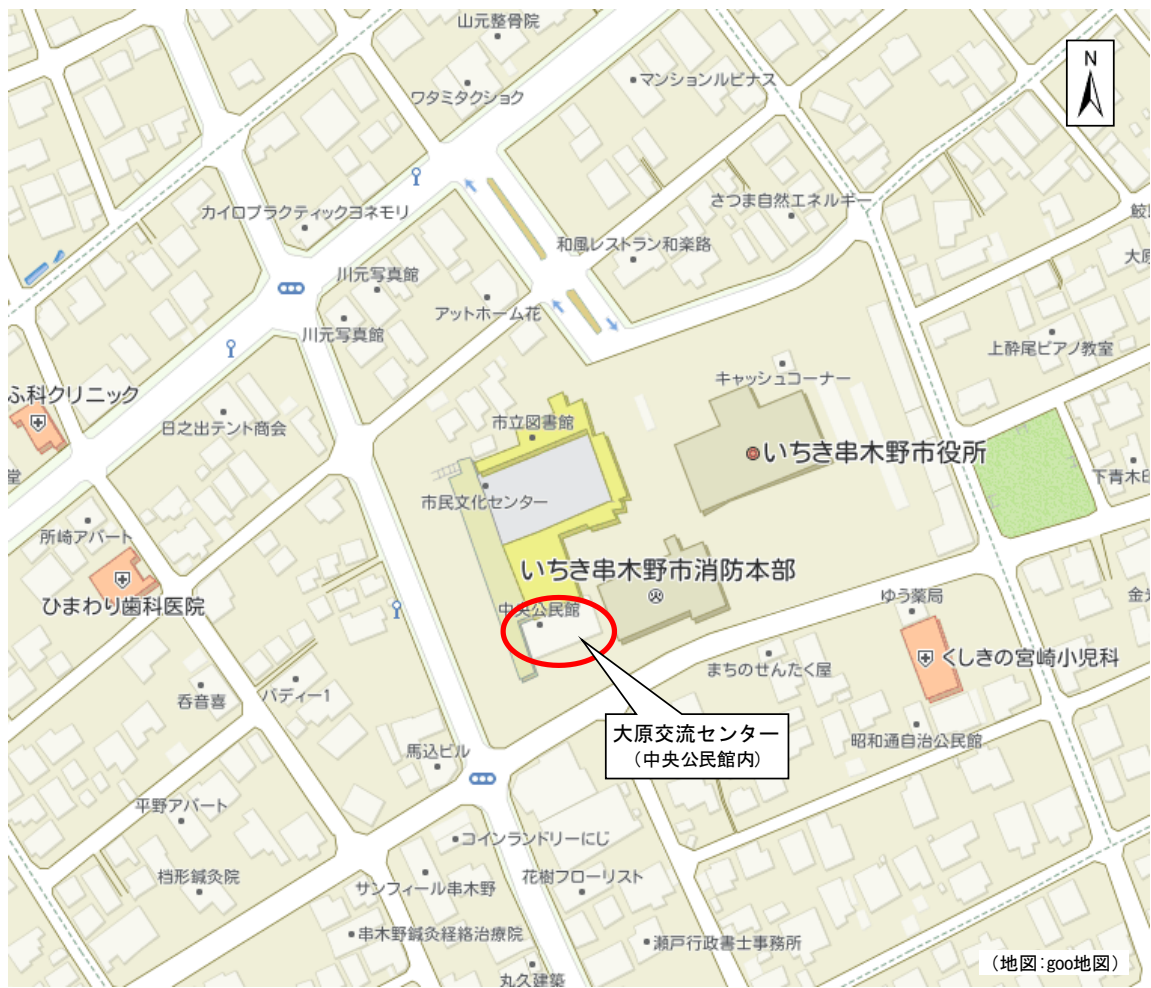 山元整骨院
N
マンションルビナス
ワタミタクショク
さつま自然エネルギー
カイロプラクティックヨネモリ
鮫
和風レストラン和楽路
大原
川元写真館
アットホーム花
川元写真館
上酔尾ピアノ教室
キャッシュコーナー
ふ科クリニック
市立図書館
日之出テント商会
いちき串木野市役所
堂
下青木
市民文化センター
所崎アパート
いちき串木野市消防本部
ひまわり歯科医院
中央公民館
ゆう薬局
金
くしきの宮崎小児科
まちのせんたく屋
呑音喜
バディー1
大原交流センター
(中央公民館内)
昭和通自治公民館
馬込ビル
平野アパート
コインランドリーにじ
档形鍼灸院
サンフィール串木野
花樹フローリスト
串木野鍼灸経絡治療院
瀬戸行政書士事務所
(地図:goo地図)
丸久建築